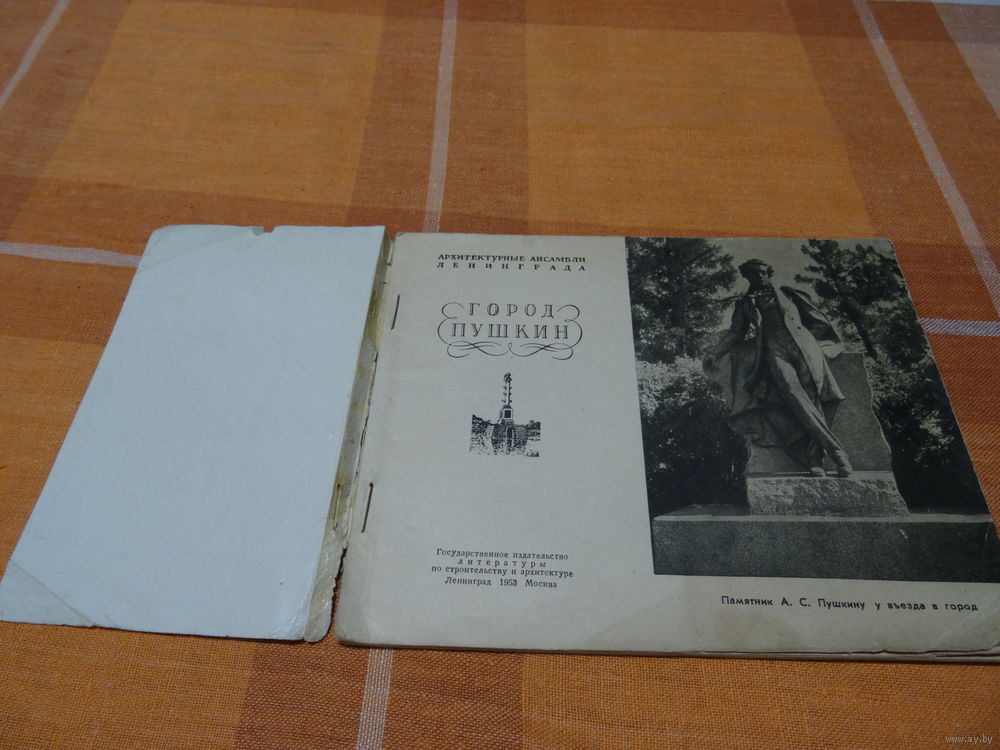 АРХИТЕКТУРНЫЕ АНСАМБЛИ
ЛЕНИНГРАДА
ГОРОД
ПУШКИН
Государственное издательство
литературы
по строительству и архитектуре
Ленинград 1953 Москва
Памятник А. С. Пушкину у въезда в город
www.ay.by